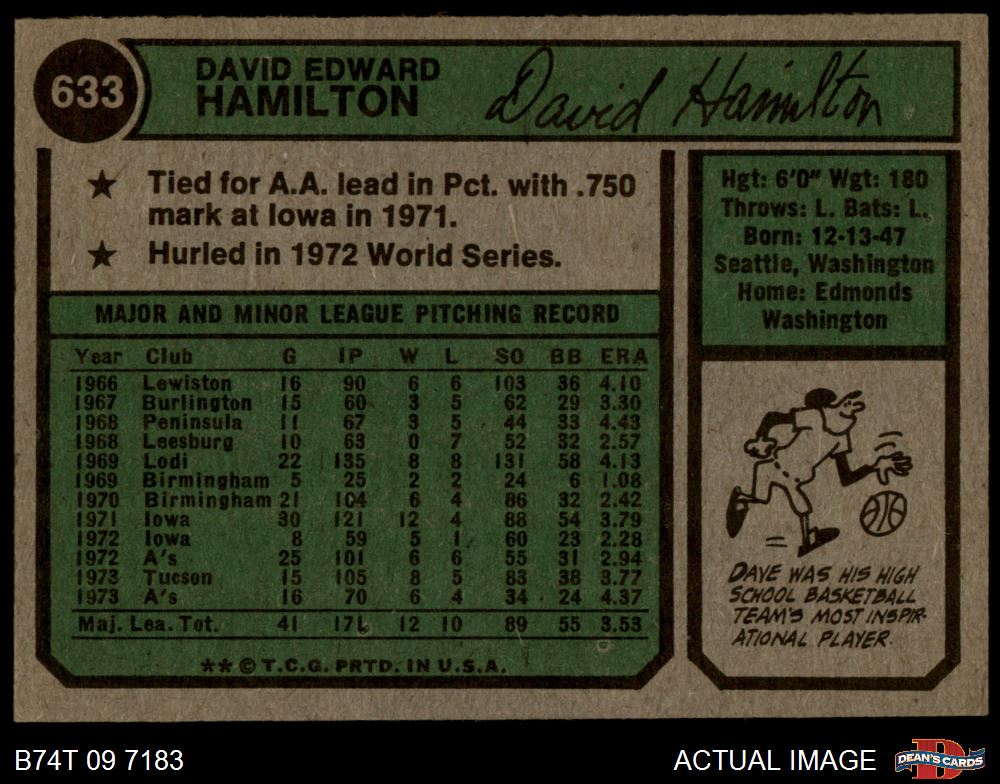 633
DAVID EDWARD
HAMILTON
David Hamilton
★ Tied for A.A. lead in Pct. with .750
mark at Iowa in 1971.
★ Hurled in 1972 World Series.
Hgt: 6'0" Wgt: 180
Throws: L. Bats: L.
Born: 12-13-47
Seattle, Washington
Home: Edmonds
Washington
MAJOR AND MINOR LEAGUE PITCHING RECORD
Year Club G IP W L SO BB ERA
1966 Lewiston 16 90 6 6 103 36 4.10
1967 Burlington 15 60 3 5 62 29 3.30
1968 Peninsula 11 67 3 5 44 33 4.43
1968 Leesburg 10 63 0 7 52 32 2.57
1969 Lodi 22 135 8 8 131 58 4.13
1969 Birmingham 5 25 2 2 24 6 1.08
1970 Birmingham 21 104 6 4 86 32 2.42
1971 Iowa 30 121 12 4 88 54 3.79
1972 Iowa 8 59 5 1 60 23 2.28
1972 A's 25 101 6 6 55 31 2.94
1973 Tucson 15 105 8 5 83 38 3.77
1973 A's 16 70 6 4 34 24 4.37
Maj. Lea. Tot. 41 171 12 10 89 55 3.53
** © T.C.G. PRTD. IN U.S.A.
DAVE WAS HIS HIGH
SCHOOL BASKETBALL
TEAM'S MOST INSPIR-
ATIONAL PLAYER.
B74T 09 7183
ACTUAL IMAGE
D
DEAN'S CARDS